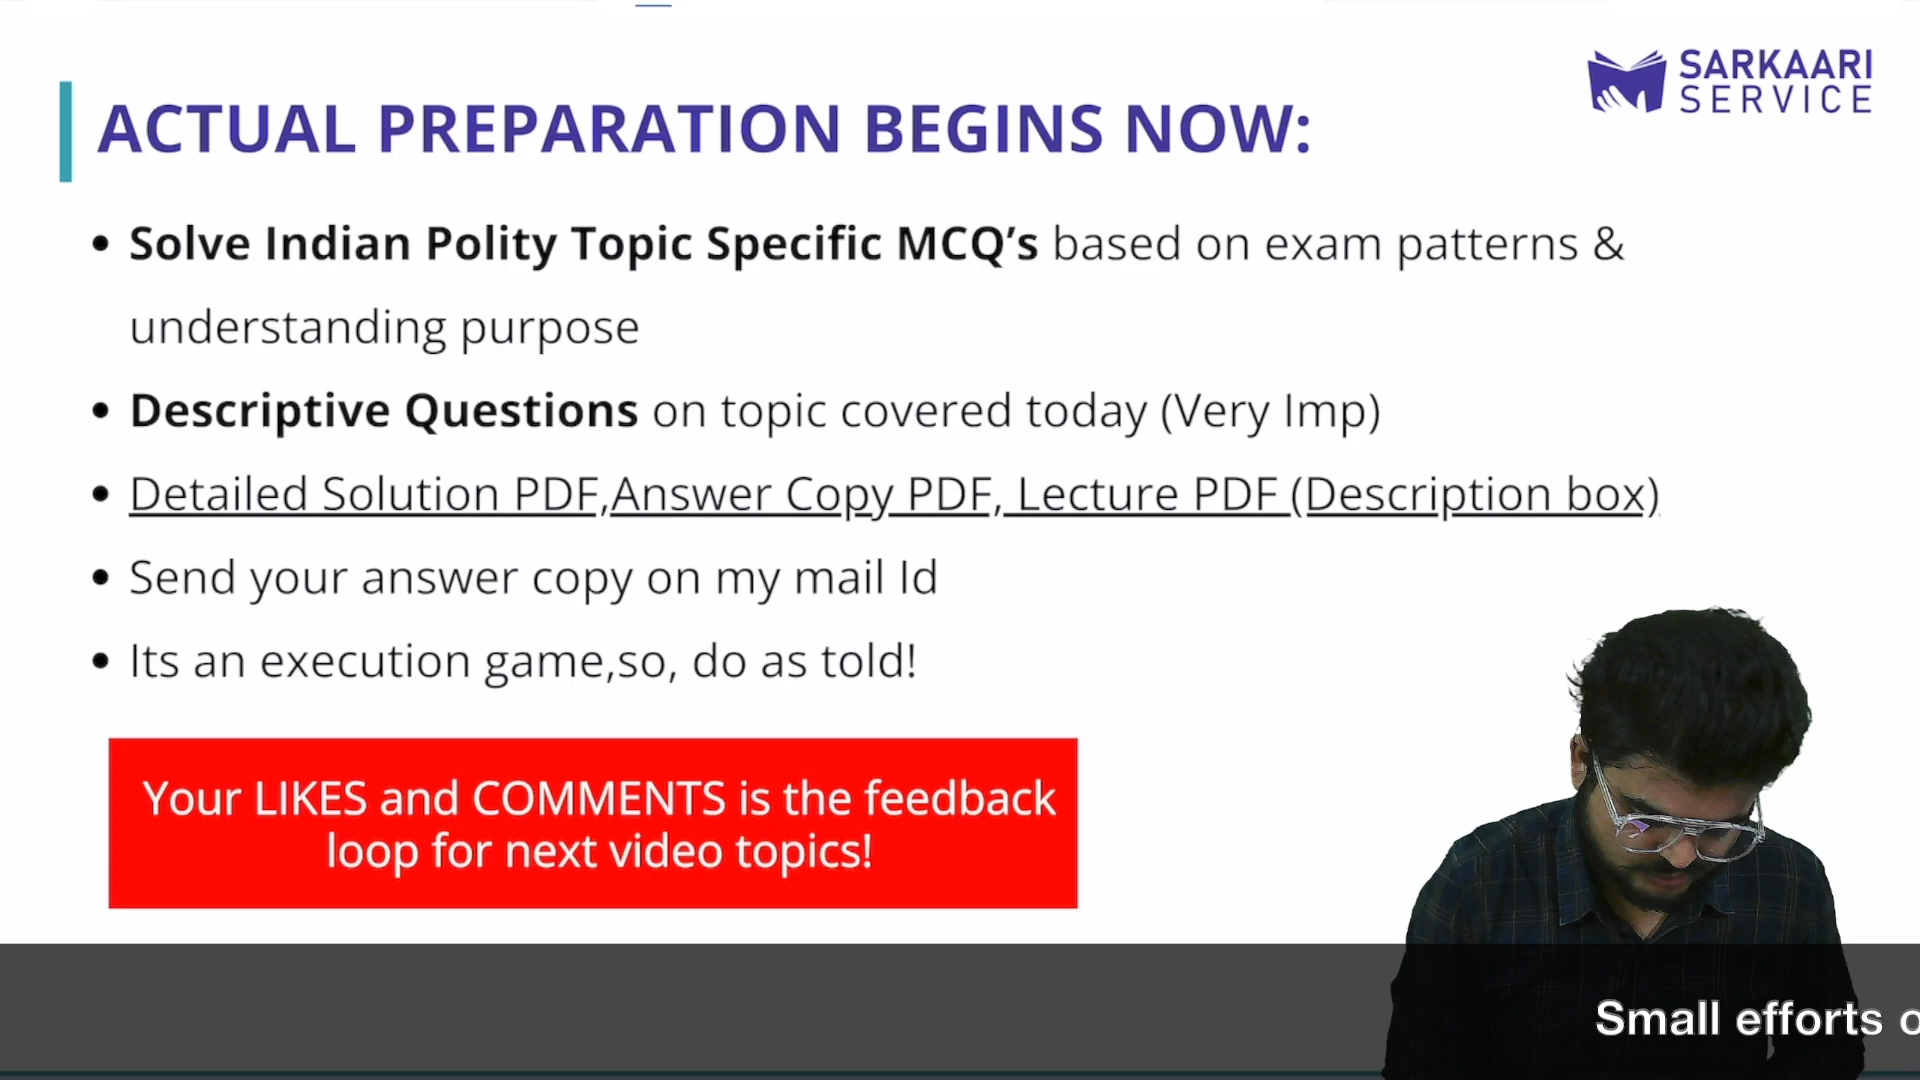 SARKAARI
SERVICE
ACTUAL PREPARATION BEGINS NOW:
• Solve Indian Polity Topic Specific MCQ’s based on exam patterns &
understanding purpose
• Descriptive Questions on topic covered today (Very Imp)
• Detailed Solution PDF,Answer Copy PDF, Lecture PDF (Description box)
• Send your answer copy on my mail Id
• Its an execution game,so, do as told!
Your LIKES and COMMENTS is the feedback
loop for next video topics!
Small efforts